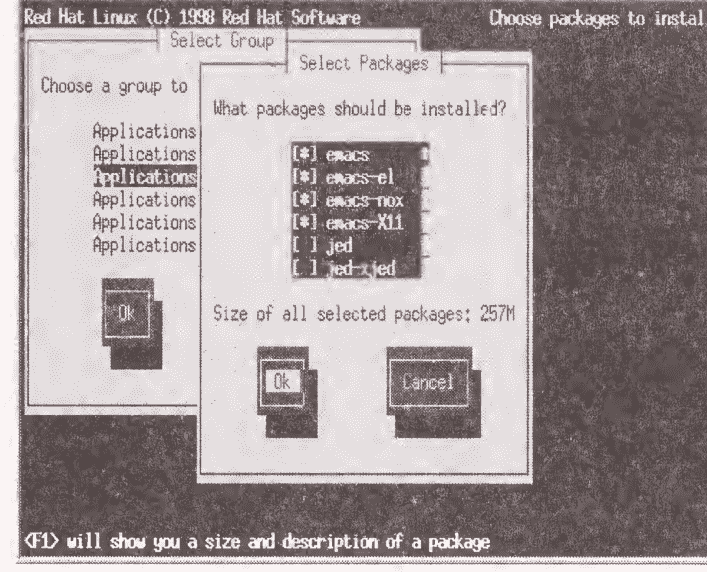 Red Hat Linux (C) 1998 Red Hat Software Choose packages to instal
Select Group
Choose a group to
Applications
Applications
Applications
Applications
Applications
Applications
Ok
Select Packages
What packages should be installed?
[*] emacs
[*] emacs-el
[*] emacs-nox
[*] emacs-X11
[ ] jed
[ ] jed-xjed
Size of all selected packages: 257M
Ok Cancel
<F1> will show you a size and description of a package